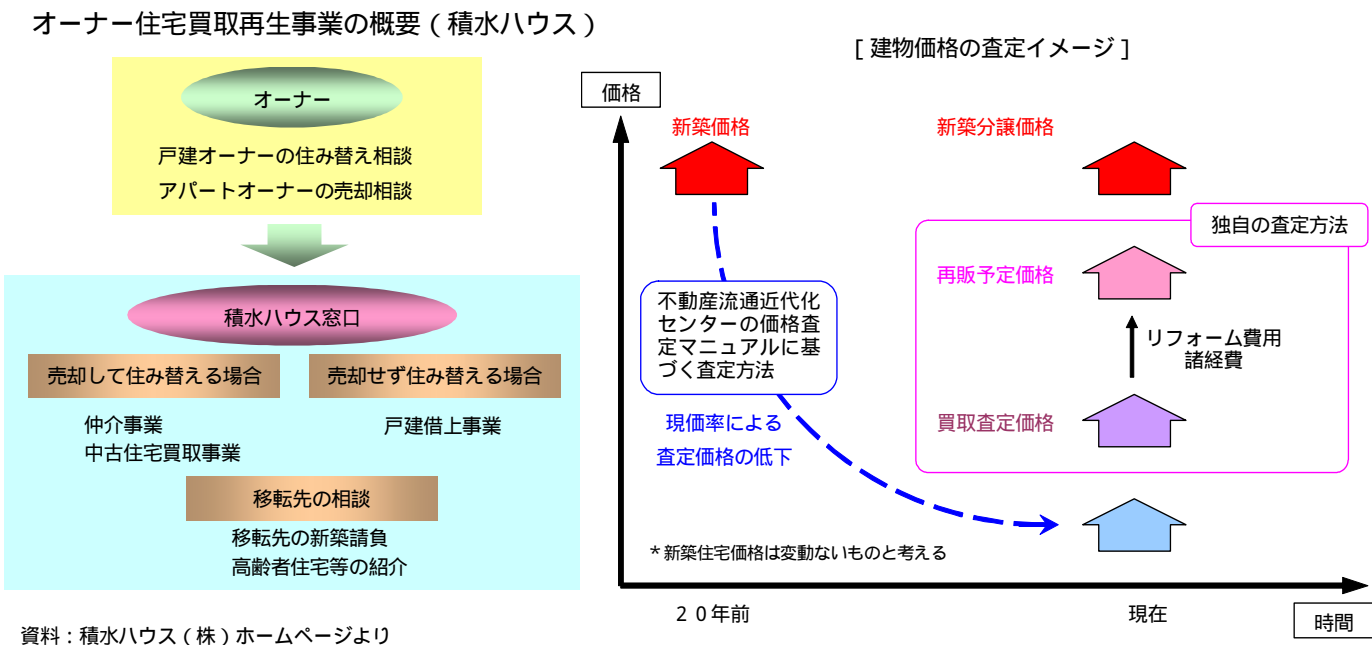 オーナー住宅買取再生事業の概要(積水ハウス)
オーナー
戸建オーナーの住み替え相談
アパートオーナーの売却相談
積水ハウス窓口
売却して住み替える場合
売却せず住み替える場合
仲介事業
中古住宅買取事業
戸建借上事業
移転先の相談
移転先の新築請負
高齢者住宅等の紹介
資料:積水ハウス(株)ホームページより
[建物価格の査定イメージ]
価格
新築価格
新築分譲価格
独自の査定方法
再販予定価格
不動産流通近代化
センターの価格査
定マニュアルに基
づく査定方法
リフォーム費用
諸経費
現価率による
査定価格の低下
買取査定価格
*新築住宅価格は変動ないものと考える
20年前
現在
時間